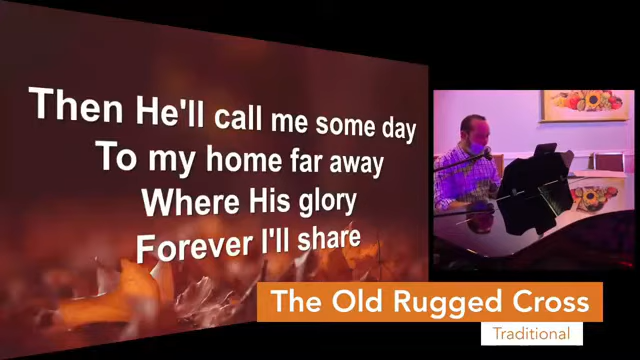 Then He'll call me some day
To my home far away
Where His glory
Forever I'll share
The Old Rugged Cross
Traditional